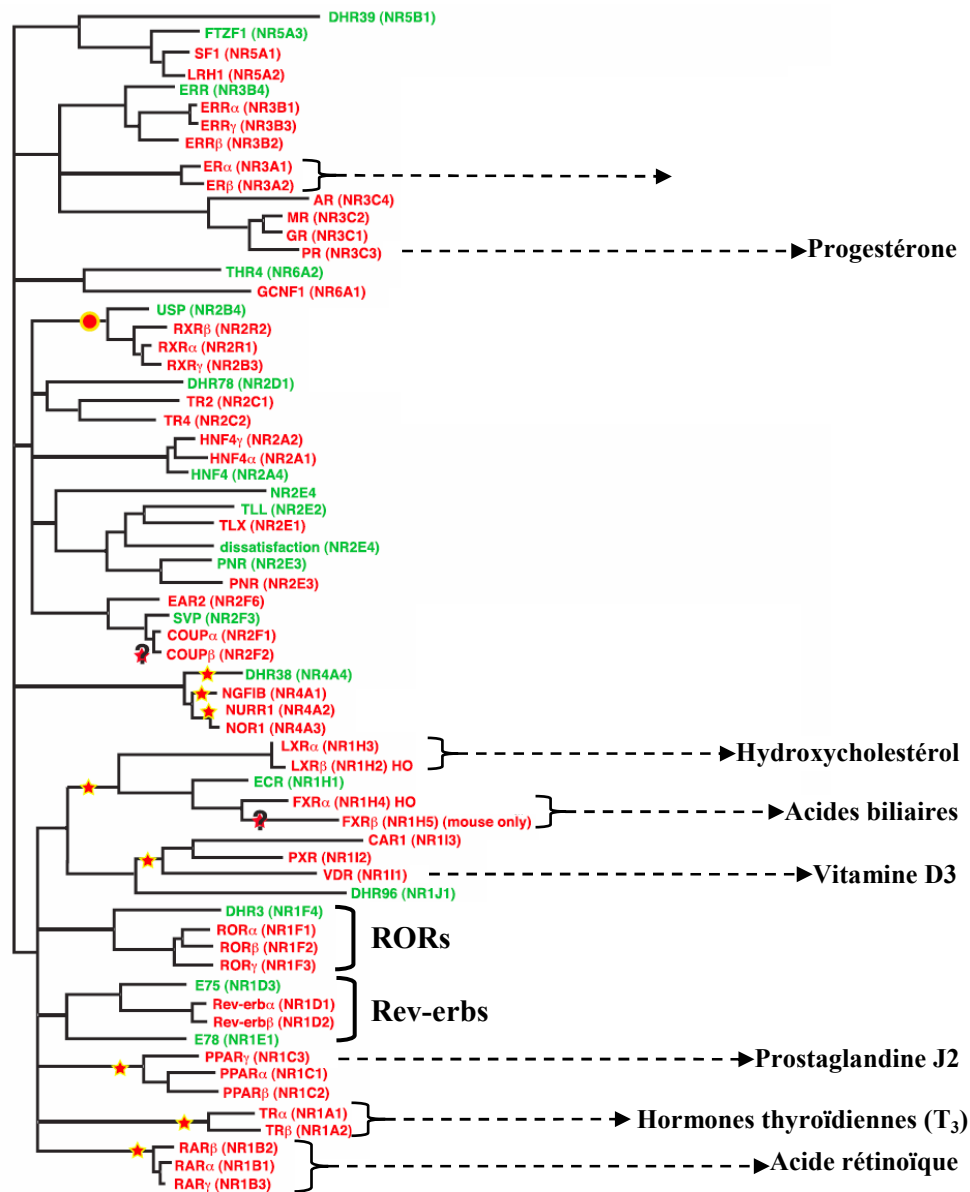 DHR39 (NR5B1)
FTZF1 (NR5A3)
SF1 (NR5A1)
LRH1 (NR5A2)
ERR (NR3B4)
ERRα (NR3B1)
ERRγ (NR3B3)
ERRβ (NR3B2)
ERα (NR3A1)
ERβ (NR3A2)
AR (NR3C4)
MR (NR3C2)
GR (NR3C1)
PR (NR3C3) Progestérone
THR4 (NR6A2)
GCNF1 (NR6A1)
USP (NR2B4)
RXRβ (NR2R2)
RXRα (NR2R1)
RXRγ (NR2B3)
DHR78 (NR2D1)
TR2 (NR2C1)
TR4 (NR2C2)
HNF4γ (NR2A2)
HNF4α (NR2A1)
HNF4 (NR2A4)
NR2E4
TLL (NR2E2)
TLX (NR2E1)
dissatisfaction (NR2E4)
PNR (NR2E3)
PNR (NR2E3)
EAR2 (NR2F6)
SVP (NR2F3)
COUPα (NR2F1)
? COUPβ (NR2F2)
DHR38 (NR4A4)
NGFIB (NR4A1)
NURR1 (NR4A2)
NOR1 (NR4A3)
LXRα (NR1H3)
Hydroxycholestérol
LXRβ (NR1H2) HO
ECR (NR1H1)
FXRα (NR1H4) HO
Acides biliaires
? FXRβ (NR1H5) (mouse only)
CAR1 (NR1I3)
PXR (NR1I2)
VDR (NR1I1) Vitamine D3
DHR96 (NR1J1)
DHR3 (NR1F4)
RORα (NR1F1)
RORs
RORβ (NR1F2)
RORγ (NR1F3)
E75 (NR1D3)
Rev-erbα (NR1D1)
Rev-erbs
Rev-erbβ (NR1D2)
E78 (NR1E1)
PPARγ (NR1C3) Prostaglandine J2
PPARα (NR1C1)
PPARβ (NR1C2)
TRα (NR1A1)
Hormones thyroïdiennes (T3)
TRβ (NR1A2)
RARβ (NR1B2)
RARα (NR1B1) Acide rétinoïque
RARγ (NR1B3)